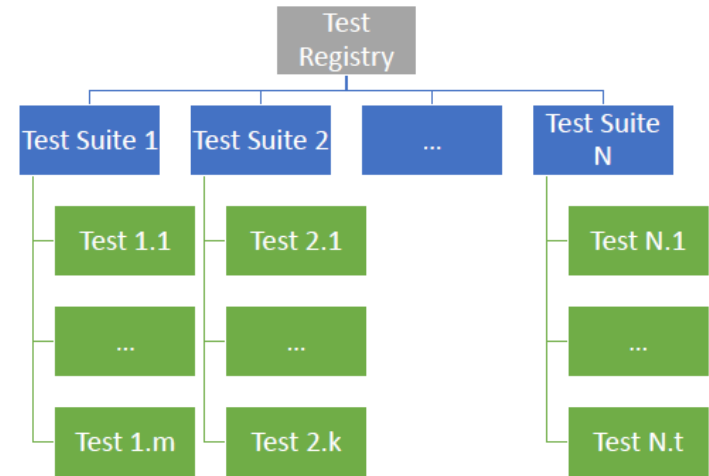 Test
Registry
Test Suite 1
Test Suite 2
...
Test Suite
N
Test 1.1
Test 2.1
Test N.1
...
...
...
Test 1.m
Test 2.k
Test N.t